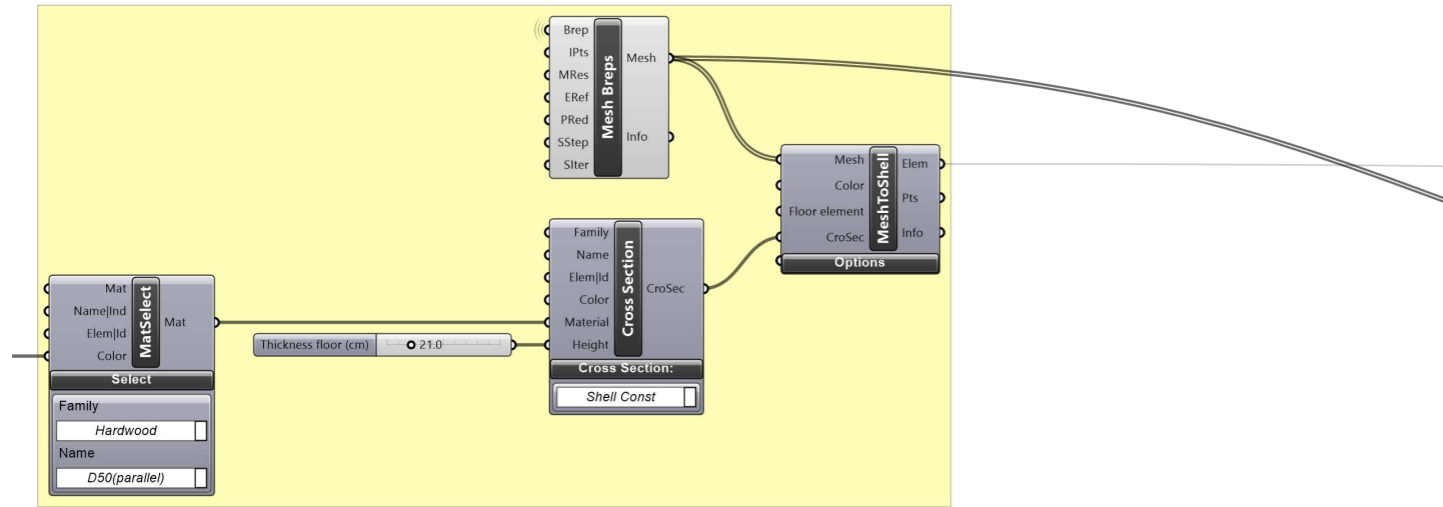 Brep
IPts
MRes
ERef
PRed
SStep
SIter
Mesh Breps
Mesh
Info
Mesh
Color
Floor element
CroSec
MeshToShell
Elem
Pts
Info
Options
Family
Name
Elem|Id
Color
Material
Height
Cross Section
CroSec
Cross Section:
Shell Const
Thickness floor (cm)
21.0
Mat
Name|Ind
Elem|Id
Color
MatSelect
Mat
Select
Family
Hardwood
Name
D50(parallel)